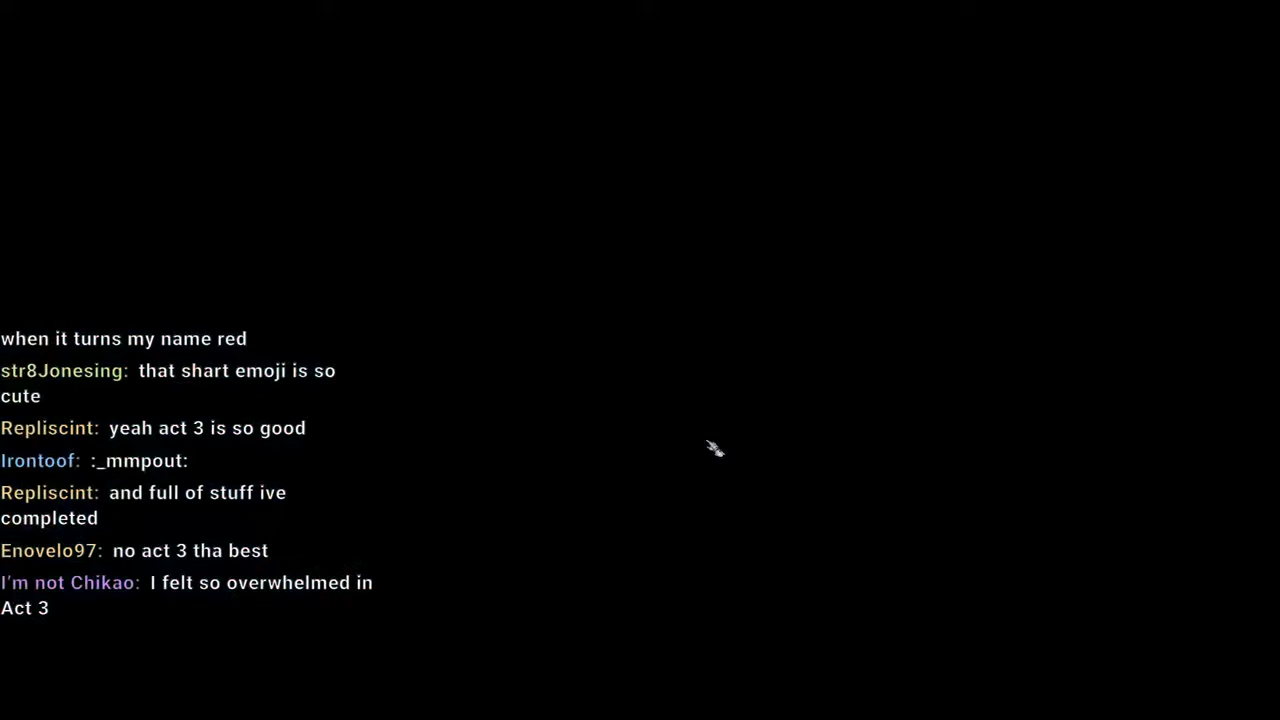 when it turns my name red
str8Jonesing: that shart emoji is so
cute
Repliscint: yeah act 3 is so good
Irontoof: :_mmpout:
Repliscint: and full of stuff ive
completed
Enovelo97: no act 3 tha best
I'm not Chikao: I felt so overwhelmed in
Act 3